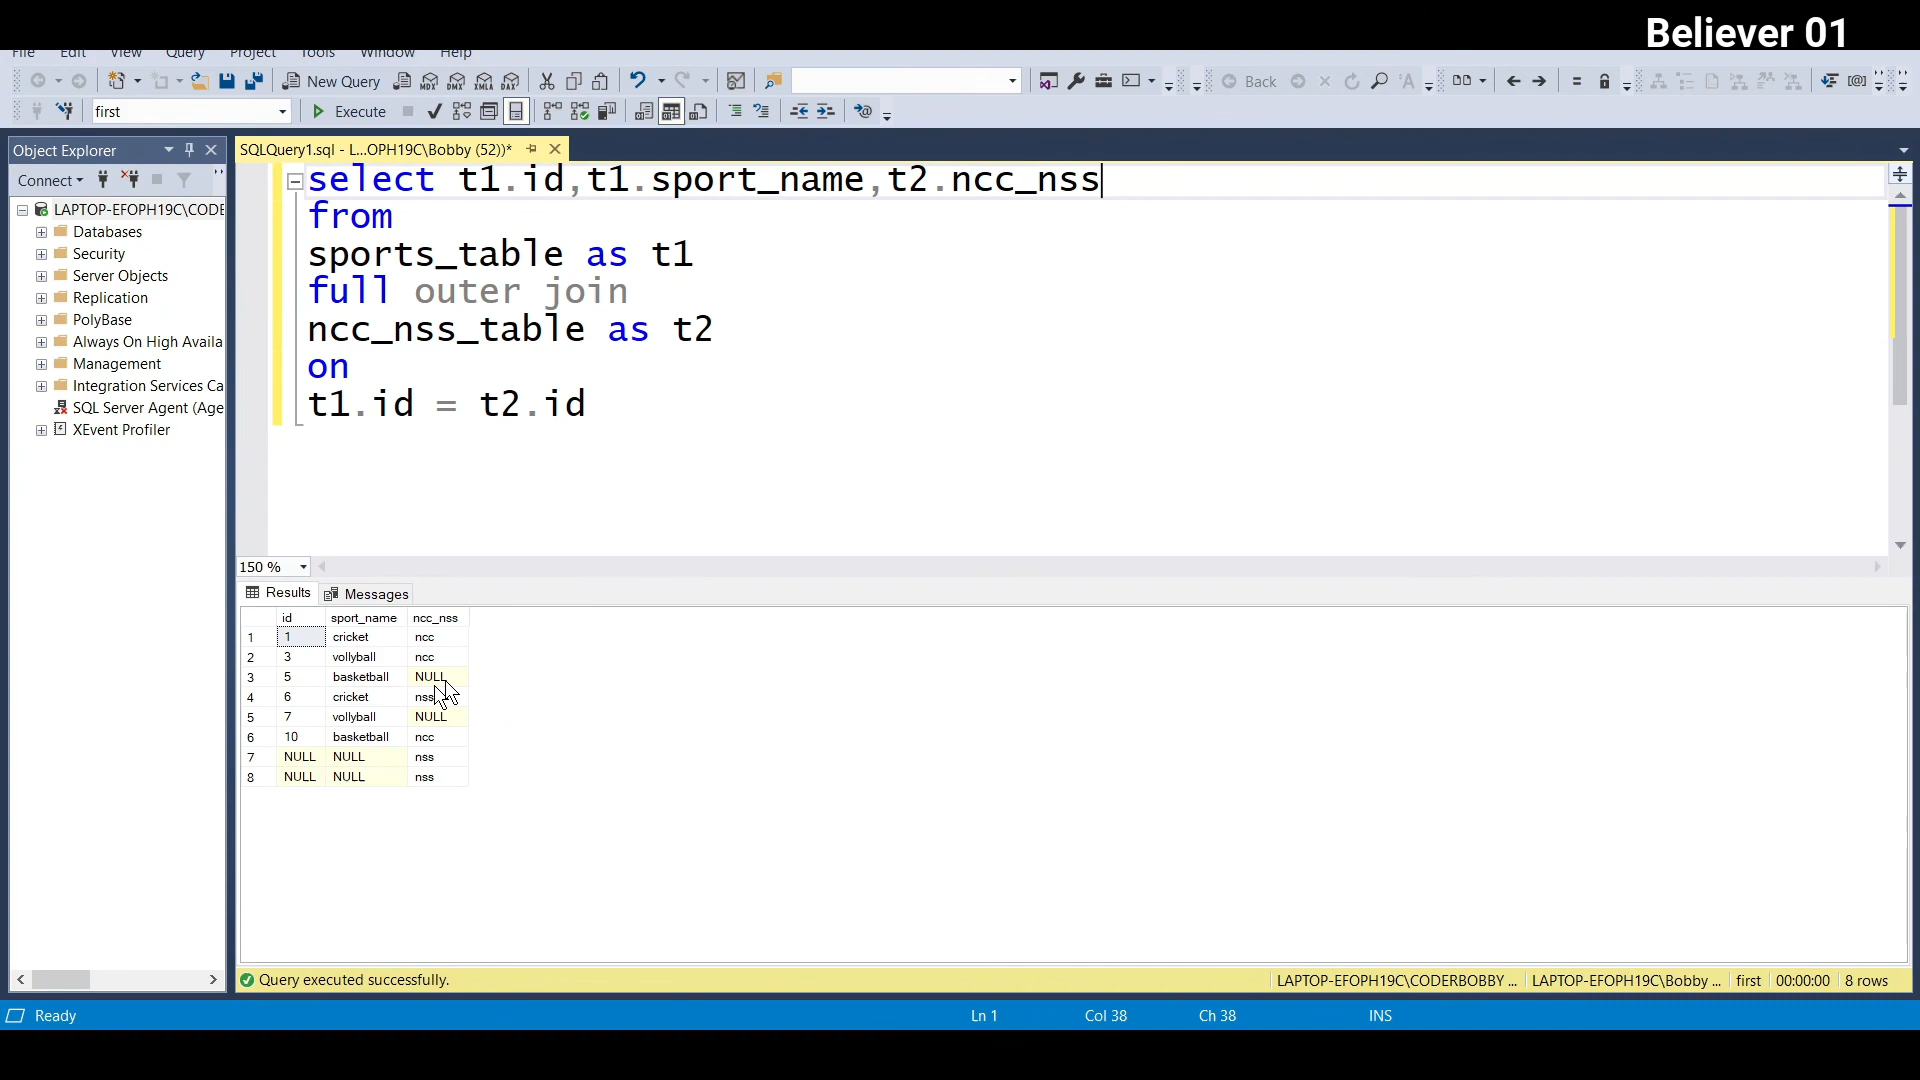 Believer 01
File Edit View Query Project Tools Window Help
New Query MDX DMX XMLA DAX Back
first Execute
Object Explorer
SQLQuery1.sql - L...OPH19C\Bobby (52))*
Connect
LAPTOP-EFOPH19C\CODE
Databases
Security
Server Objects
Replication
PolyBase
Always On High Availa
Management
Integration Services Ca
SQL Server Agent (Age
XEvent Profiler
select t1.id,t1.sport_name,t2.ncc_nss
from
sports_table as t1
full outer join
ncc_nss_table as t2
on
t1.id = t2.id
150 %
Results Messages
id sport_name ncc_nss
1 1 cricket ncc
2 3 vollyball ncc
3 5 basketball NULL
4 6 cricket nss
5 7 vollyball NULL
6 10 basketball ncc
7 NULL NULL nss
8 NULL NULL nss
Query executed successfully. LAPTOP-EFOPH19C\CODERBOBBY ... LAPTOP-EFOPH19C\Bobby ... first 00:00:00 8 rows
Ready Ln 1 Col 38 Ch 38 INS